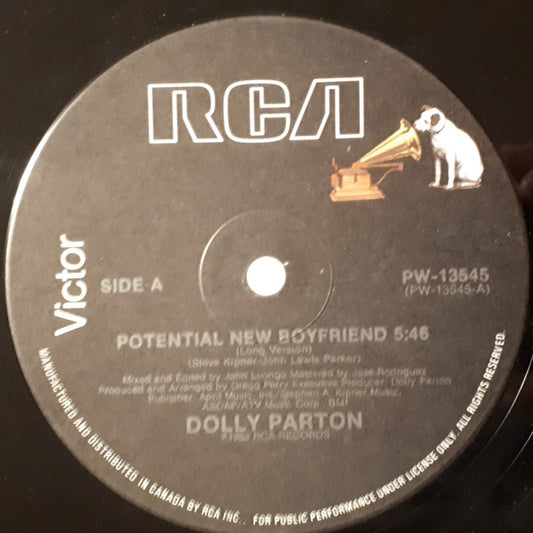 RCA
Victor
SIDE A
PW-13545
(PW-13545-A)
POTENTIAL NEW BOYFRIEND 5:46
(Long Version)
(Steve Kipner-John Lewis Parker)
Mixed and Edited by John Luongo Mastered by Jose Rodriguez
Produced and Arranged by Gregg Perry Executive Producer: Dolly Parton
Publisher: April Music, Inc./Stephen A. Kipner Music,
ASCAP/ATV Music Corp. BMI
DOLLY PARTON
℗1983 RCA RECORDS
MANUFACTURED AND DISTRIBUTED IN CANADA BY RCA INC., FOR PUBLIC PERFORMANCE UNDER LICENSE ONLY. ALL RIGHTS RESERVED.